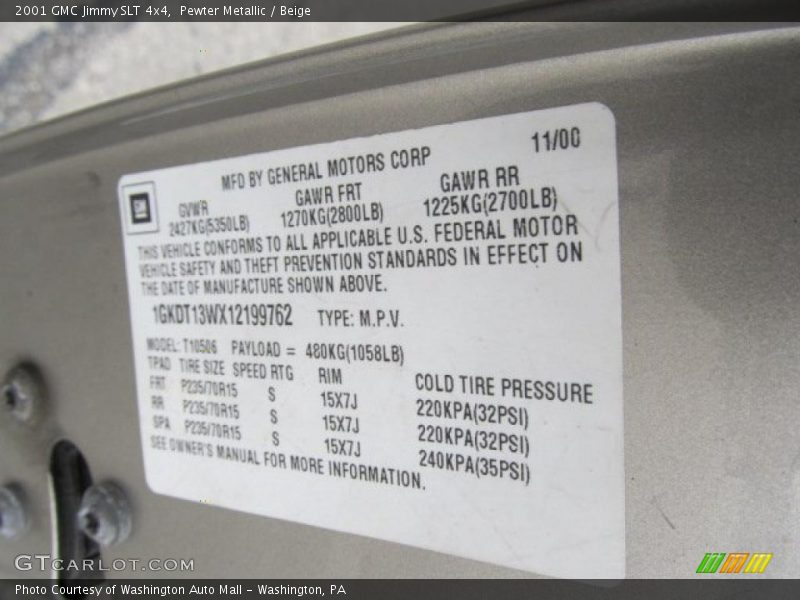 2001 GMC Jimmy SLT 4x4,  Pewter Metallic / Beige
11/00
MFD BY GENERAL MOTORS CORP
GM
GVWR GAWR FRT GAWR RR
2427KG(5350LB) 1270KG(2800LB) 1225KG(2700LB)
THIS VEHICLE CONFORMS TO ALL APPLICABLE U.S. FEDERAL MOTOR
VEHICLE SAFETY AND THEFT PREVENTION STANDARDS IN EFFECT ON
THE DATE OF MANUFACTURE SHOWN ABOVE.
1GKDT13WX12199762 TYPE: M.P.V.
MODEL: T10506 PAYLOAD = 480KG(1058LB)
TPAD TIRE SIZE SPEED RTG RIM COLD TIRE PRESSURE
FRT P235/70R15 S 15X7J 220KPA(32PSI)
RR P235/70R15 S 15X7J 220KPA(32PSI)
SPA P235/70R15 S 15X7J 240KPA(35PSI)
SEE OWNER'S MANUAL FOR MORE INFORMATION.
GTCARLOT.COM
Photo Courtesy of Washington Auto Mall - Washington, PA